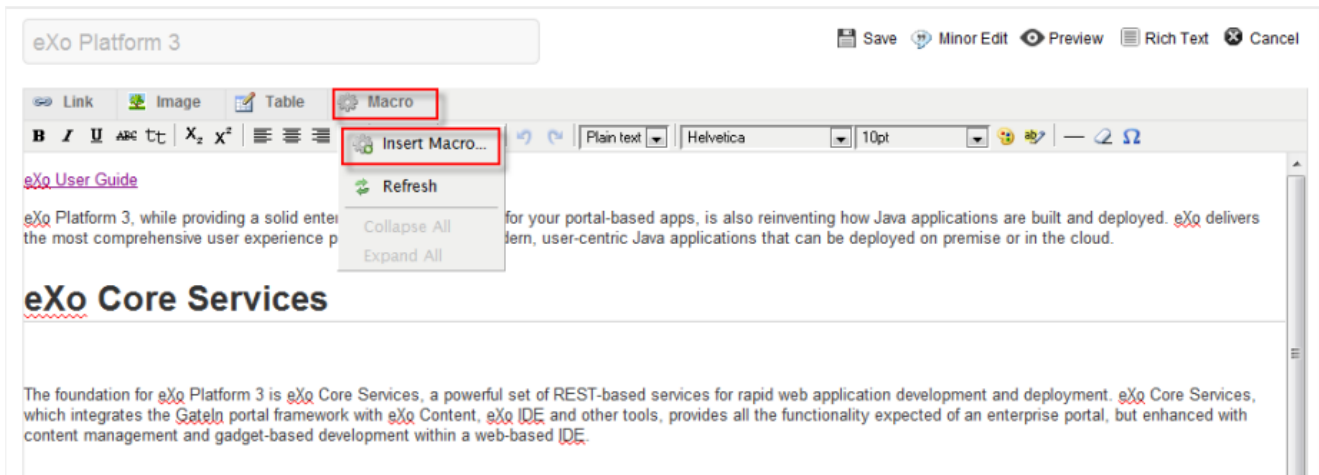 eXo Platform 3
Save Minor Edit Preview Rich Text Cancel
Link Image Table Macro
B I U ABC Tt X₂ X² Plain text Helvetica 10pt Ω
Insert Macro...
Refresh
Collapse All
Expand All
eXo User Guide
eXo Platform 3, while providing a solid enter for your portal-based apps, is also reinventing how Java applications are built and deployed. eXo delivers
the most comprehensive user experience p dern, user-centric Java applications that can be deployed on premise or in the cloud.
eXo Core Services
The foundation for eXo Platform 3 is eXo Core Services, a powerful set of REST-based services for rapid web application development and deployment. eXo Core Services,
which integrates the GateIn portal framework with eXo Content, eXo IDE and other tools, provides all the functionality expected of an enterprise portal, but enhanced with
content management and gadget-based development within a web-based IDE.